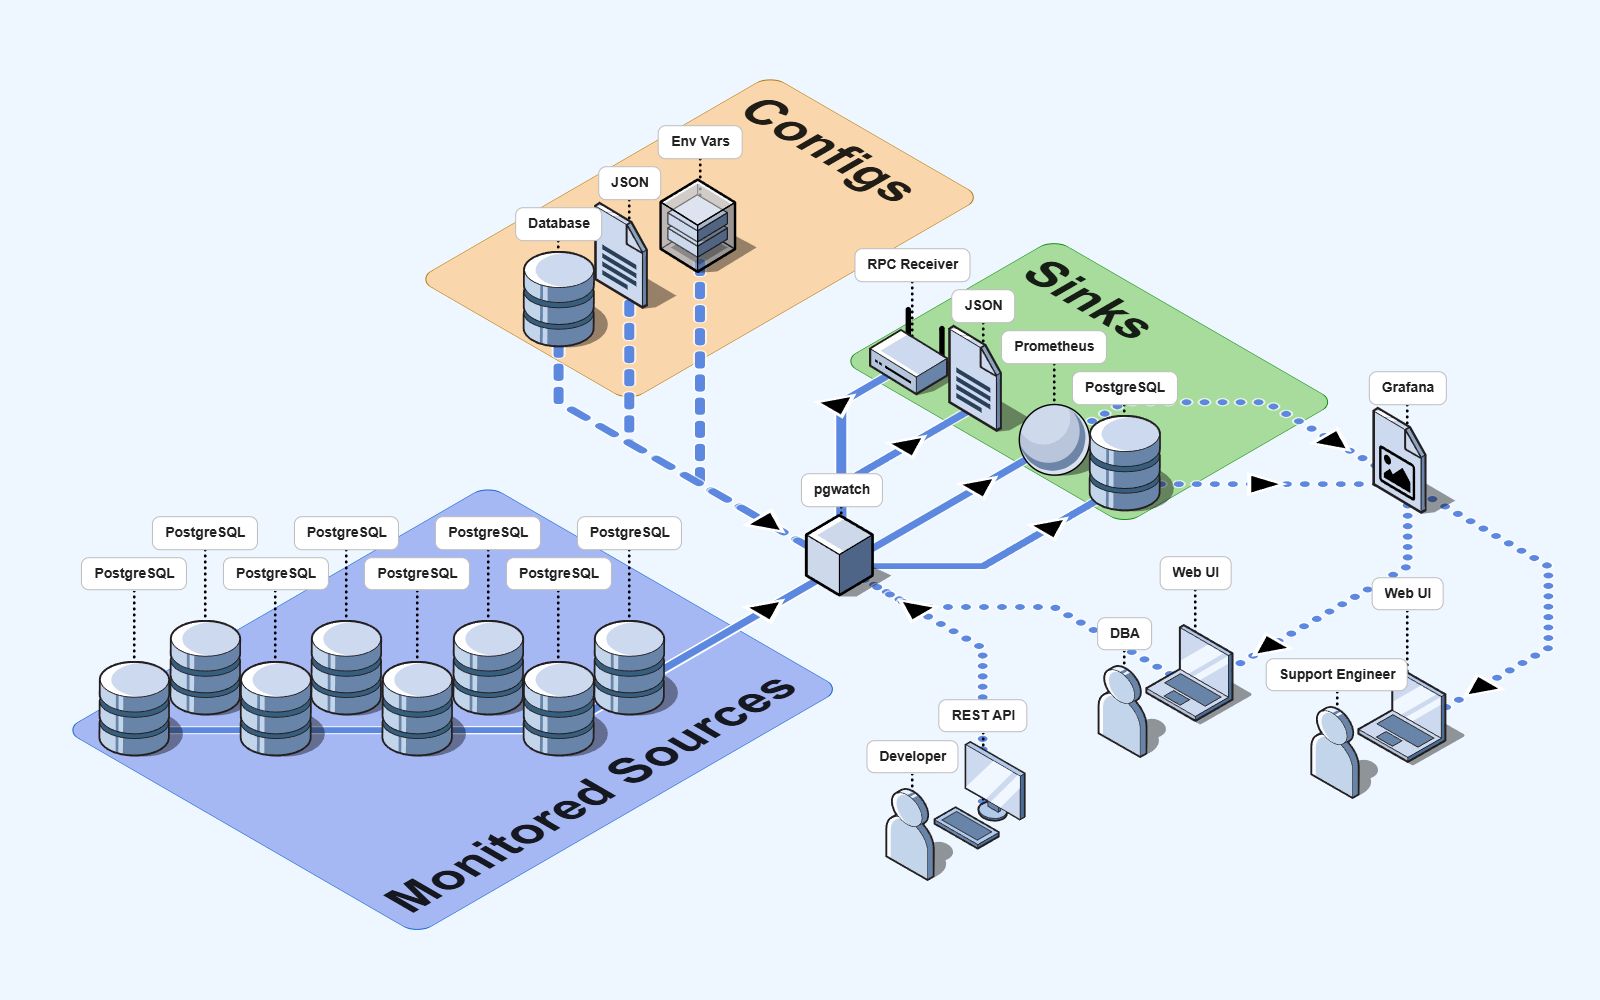 Configs
Env Vars
JSON
Database
Sinks
RPC Receiver
JSON
Prometheus
PostgreSQL
Grafana
pgwatch
PostgreSQL
PostgreSQL
PostgreSQL
PostgreSQL
PostgreSQL
PostgreSQL
PostgreSQL
PostgreSQL
Monitored Sources
Web UI
Web UI
DBA
Support Engineer
REST API
Developer